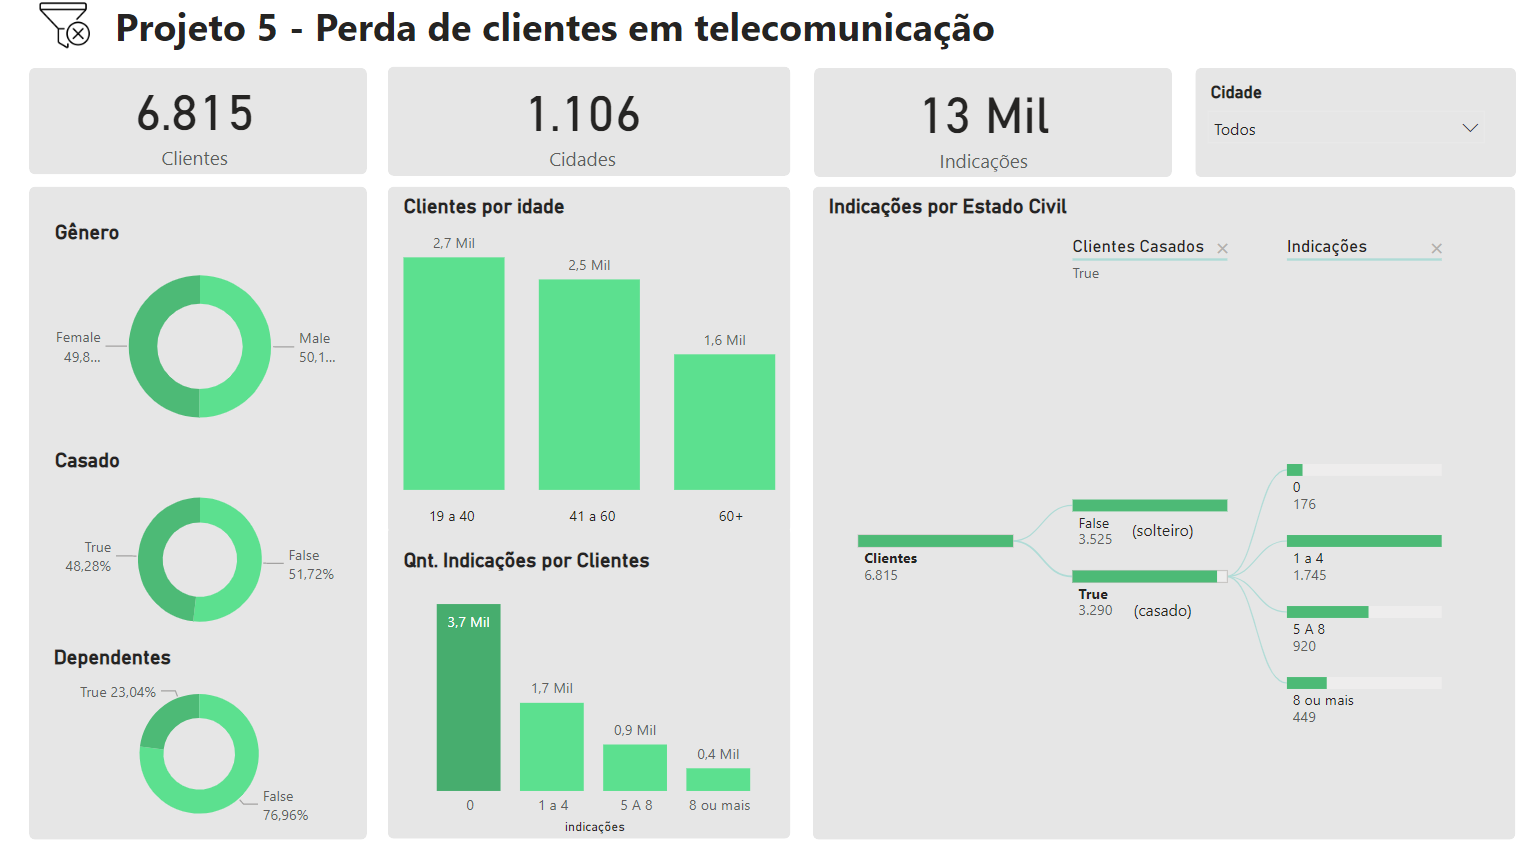 Projeto 5 - Perda de clientes em telecomunicação
6.815
Clientes
1.106
Cidades
13 Mil
Indicações
Cidade
Todos
Gênero
Female
49,8...
Male
50,1...
Casado
True
48,28%
False
51,72%
Dependentes
True 23,04%
False
76,96%
Clientes por idade
2,7 Mil
2,5 Mil
1,6 Mil
19 a 40
41 a 60
60+
Qnt. Indicações por Clientes
3,7 Mil
1,7 Mil
0,9 Mil
0,4 Mil
0
1 a 4
5 A 8
8 ou mais
indicações
Indicações por Estado Civil
Clientes Casados
True
Indicações
Clientes
6.815
False
3.525
(solteiro)
True
3.290
(casado)
0
176
1 a 4
1.745
5 A 8
920
8 ou mais
449